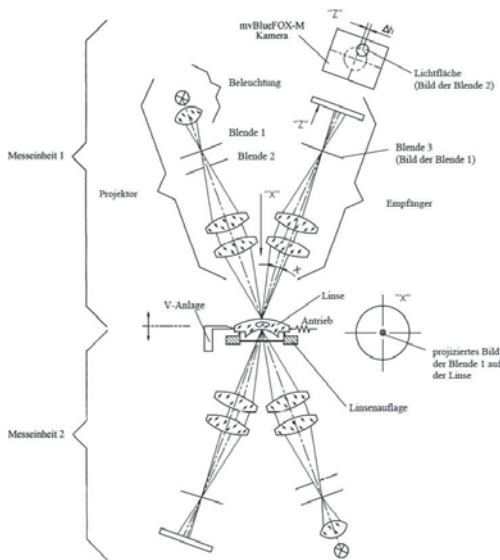 "Z"
Δh
mvBlueFOX-M
Kamera
Lichtfläche
(Bild der Blende 2)
Beleuchtung
"Z"
Blende 1
Blende 2
Blende 3
(Bild der Blende 1)
Messeinheit 1
Projektor
"X"
Empfänger
x
Linse
"X"
V-Anlage
Antrieb
projiziertes Bild
der Blende 1 auf
der Linse
Linsenauflage
Messeinheit 2